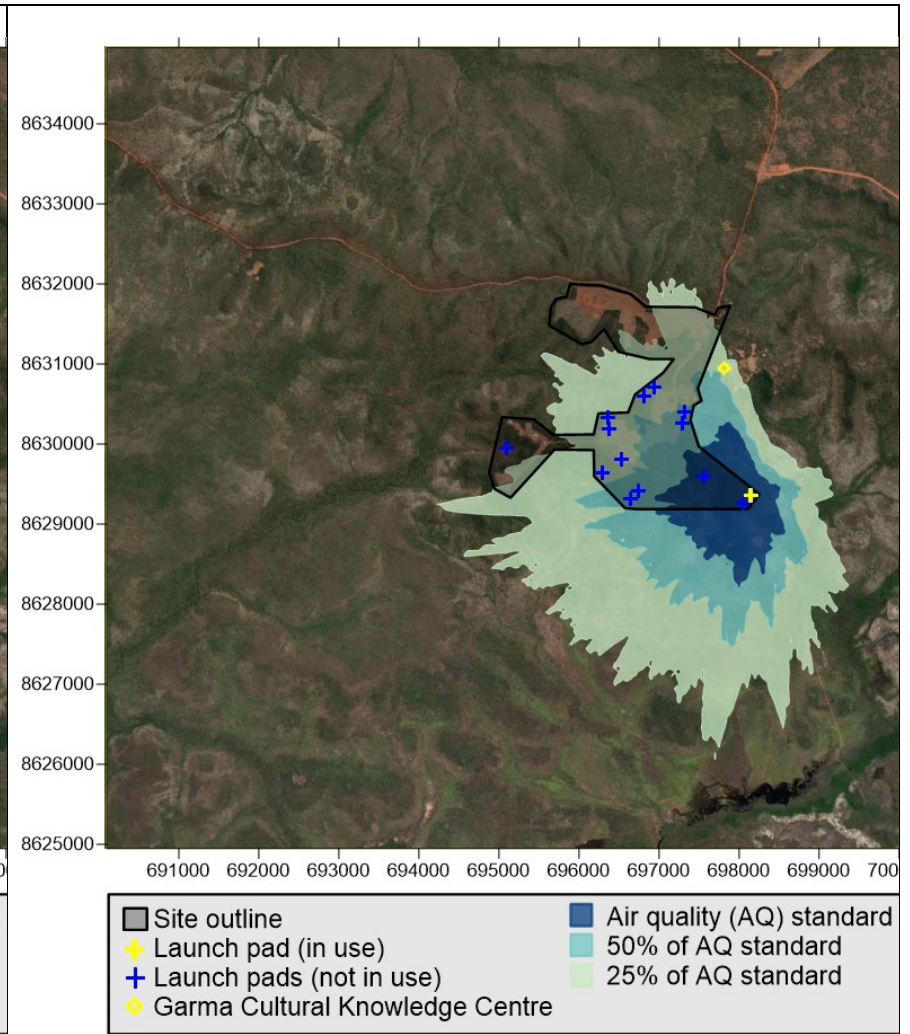 8634000
8633000
8632000
8631000
8630000
8629000
8628000
8627000
8626000
8625000
0 691000 692000 693000 694000 695000 696000 697000 698000 699000 700
Site outline
Launch pad (in use)
Launch pads (not in use)
Garma Cultural Knowledge Centre
Air quality (AQ) standard
50% of AQ standard
25% of AQ standard